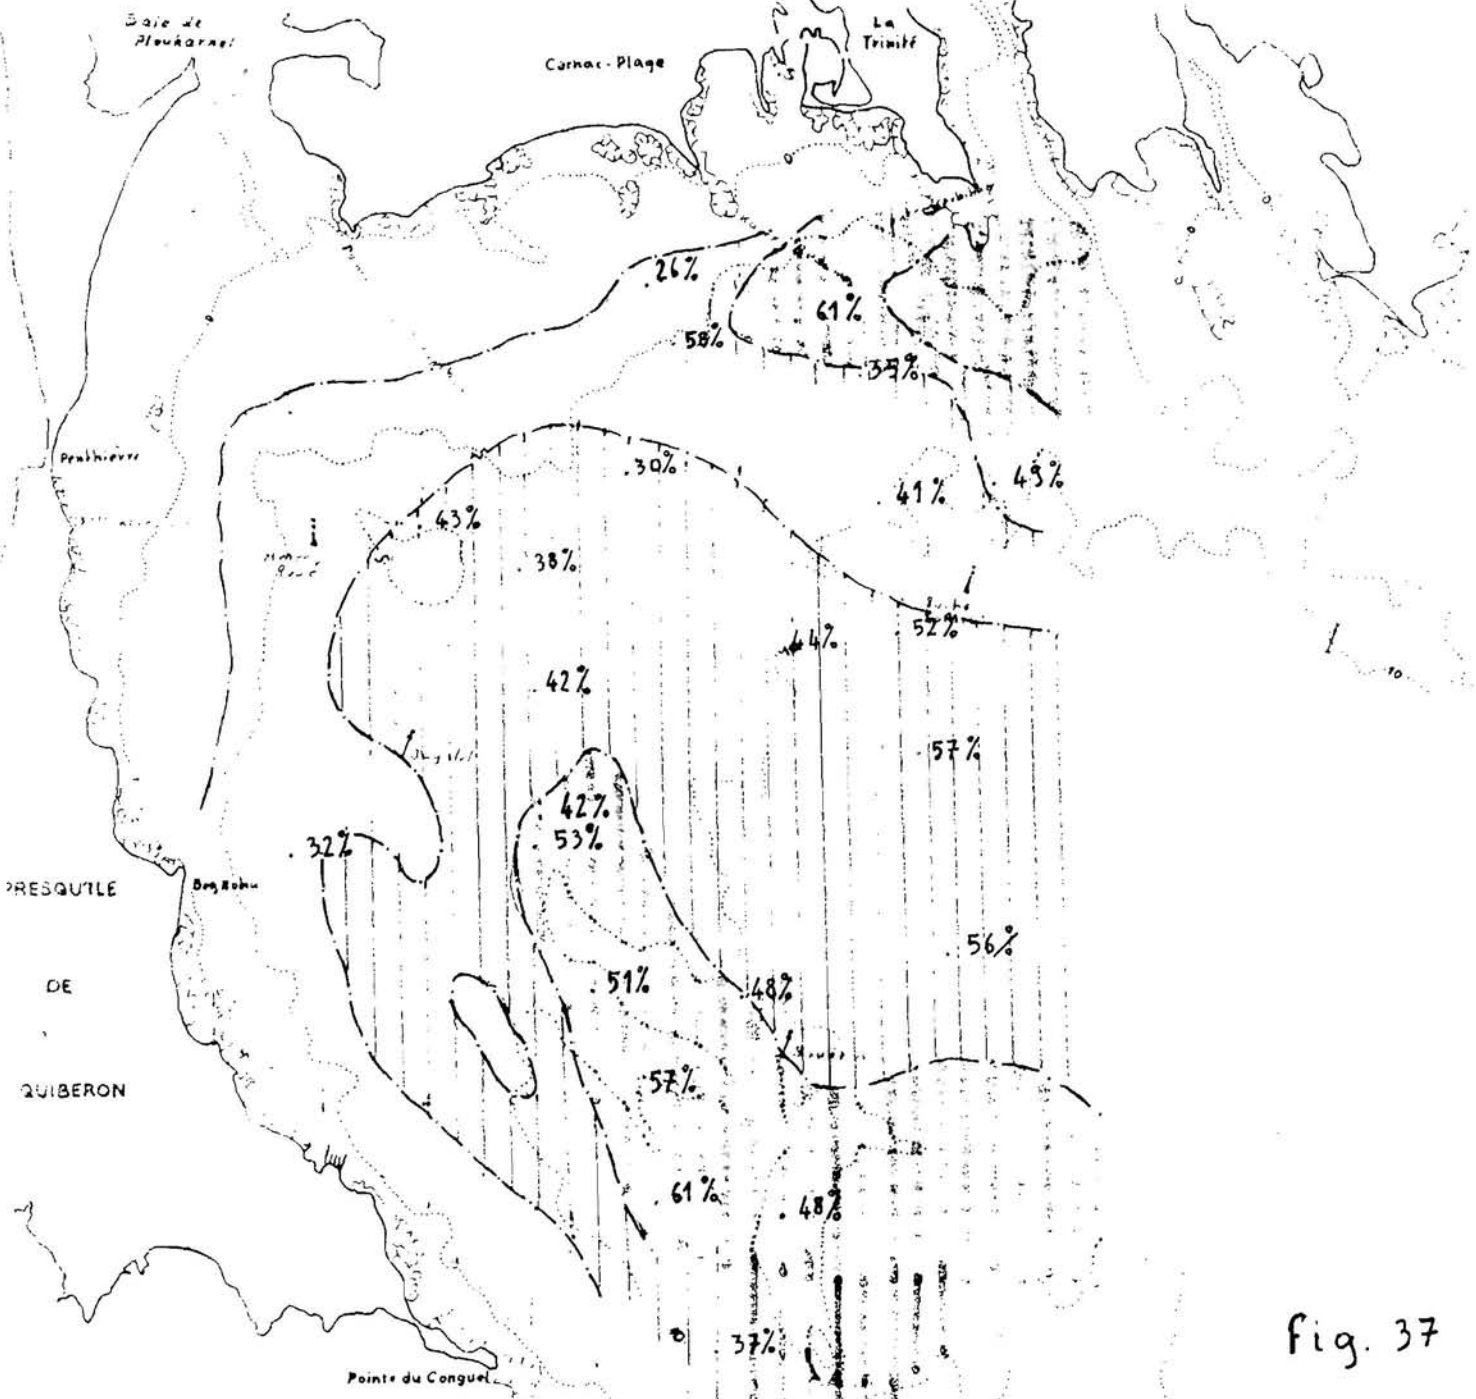 Baie de
Plouharnel
Carnac-Plage
La
Trinité
26%
61%
58%
35%
Penthièvre
30%
41%
49%
43%
38%
52%
44%
42%
57%
42%
53%
32%
PRESQU'ILE
Beg Rohu
56%
DE
51%
48%
57%
QUIBERON
61%
48%
37%
Fig. 37
Pointe du Conguel
10